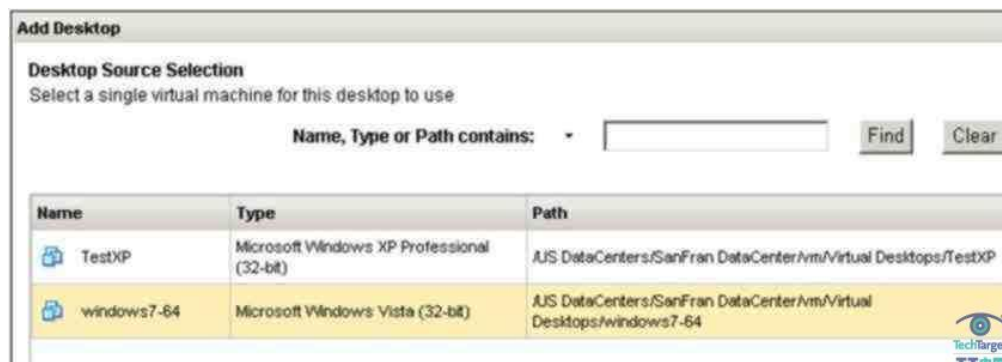 Add Desktop
Desktop Source Selection
Select a single virtual machine for this desktop to use
Name, Type or Path contains:
Find
Clear
Name
Type
Path
TestXP
Microsoft Windows XP Professional
(32-bit)
/US DataCenters/SanFran DataCenter/vm/Virtual Desktops/TestXP
windows7-64
Microsoft Windows Vista (32-bit)
/US DataCenters/SanFran DataCenter/vm/Virtual
Desktops/windows7-64
TechTarge